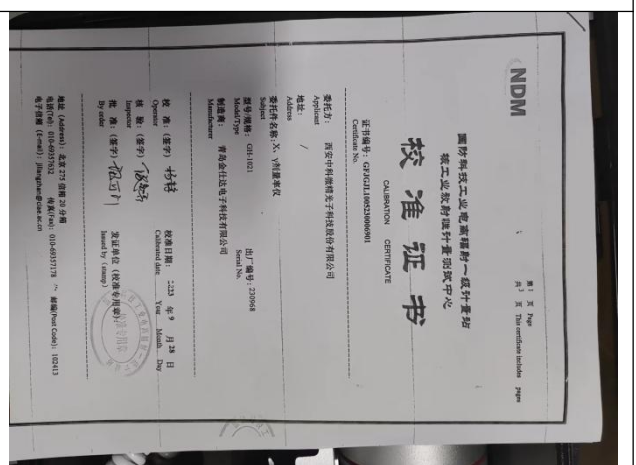 NDM
第1 页 Page
共3 页 This certificate includes pages
国防科技工业电离辐射一级计量站
核工业放射性计量测试中心
校准证书
CALIBRATION CERTIFICATE
证书编号: GFJGJL1005230006901
Certificate No.
委托方: 西安中科微精光子科技股份有限公司
Applicant
地址: /
Address
委托件名称: X、γ剂量率仪
Subject
型号/规格: GH-102J 出厂编号: 230968
Model/Type Serial No.
制造商: 青岛金仕达电子科技有限公司
Manufacturer
校 准: (签字) 校准日期: 2023 年 9 月 28 日
Operator Calibrated date Year Month Day
核 验: (签字)
Inspector
批 准: (签字) 发证单位 (校准专用章):
By order Issued by (stamp)
地址 (Address): 北京 275 信箱 20 分箱
电话(Tel): 010-69357632 传真(Fax): 010-69357178 邮编(Post Code): 102413
电子信箱 (E-mail): jiliangzhan@ciae.ac.cn